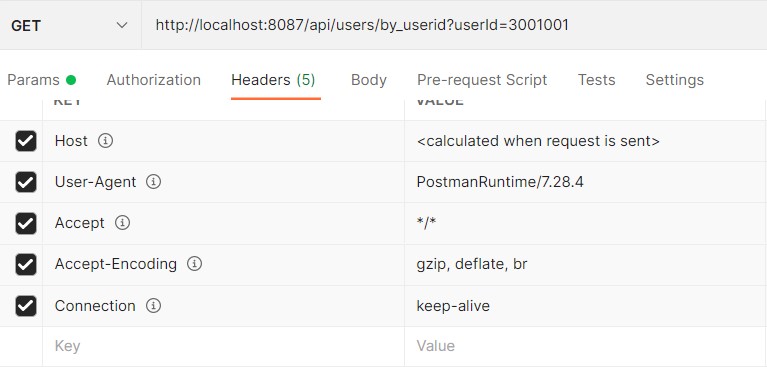 GET http://localhost:8087/api/users/by_userid?userId=3001001
Params Authorization Headers (5) Body Pre-request Script Tests Settings
KEY VALUE
Host <calculated when request is sent>
User-Agent PostmanRuntime/7.28.4
Accept */*
Accept-Encoding gzip, deflate, br
Connection keep-alive
Key Value